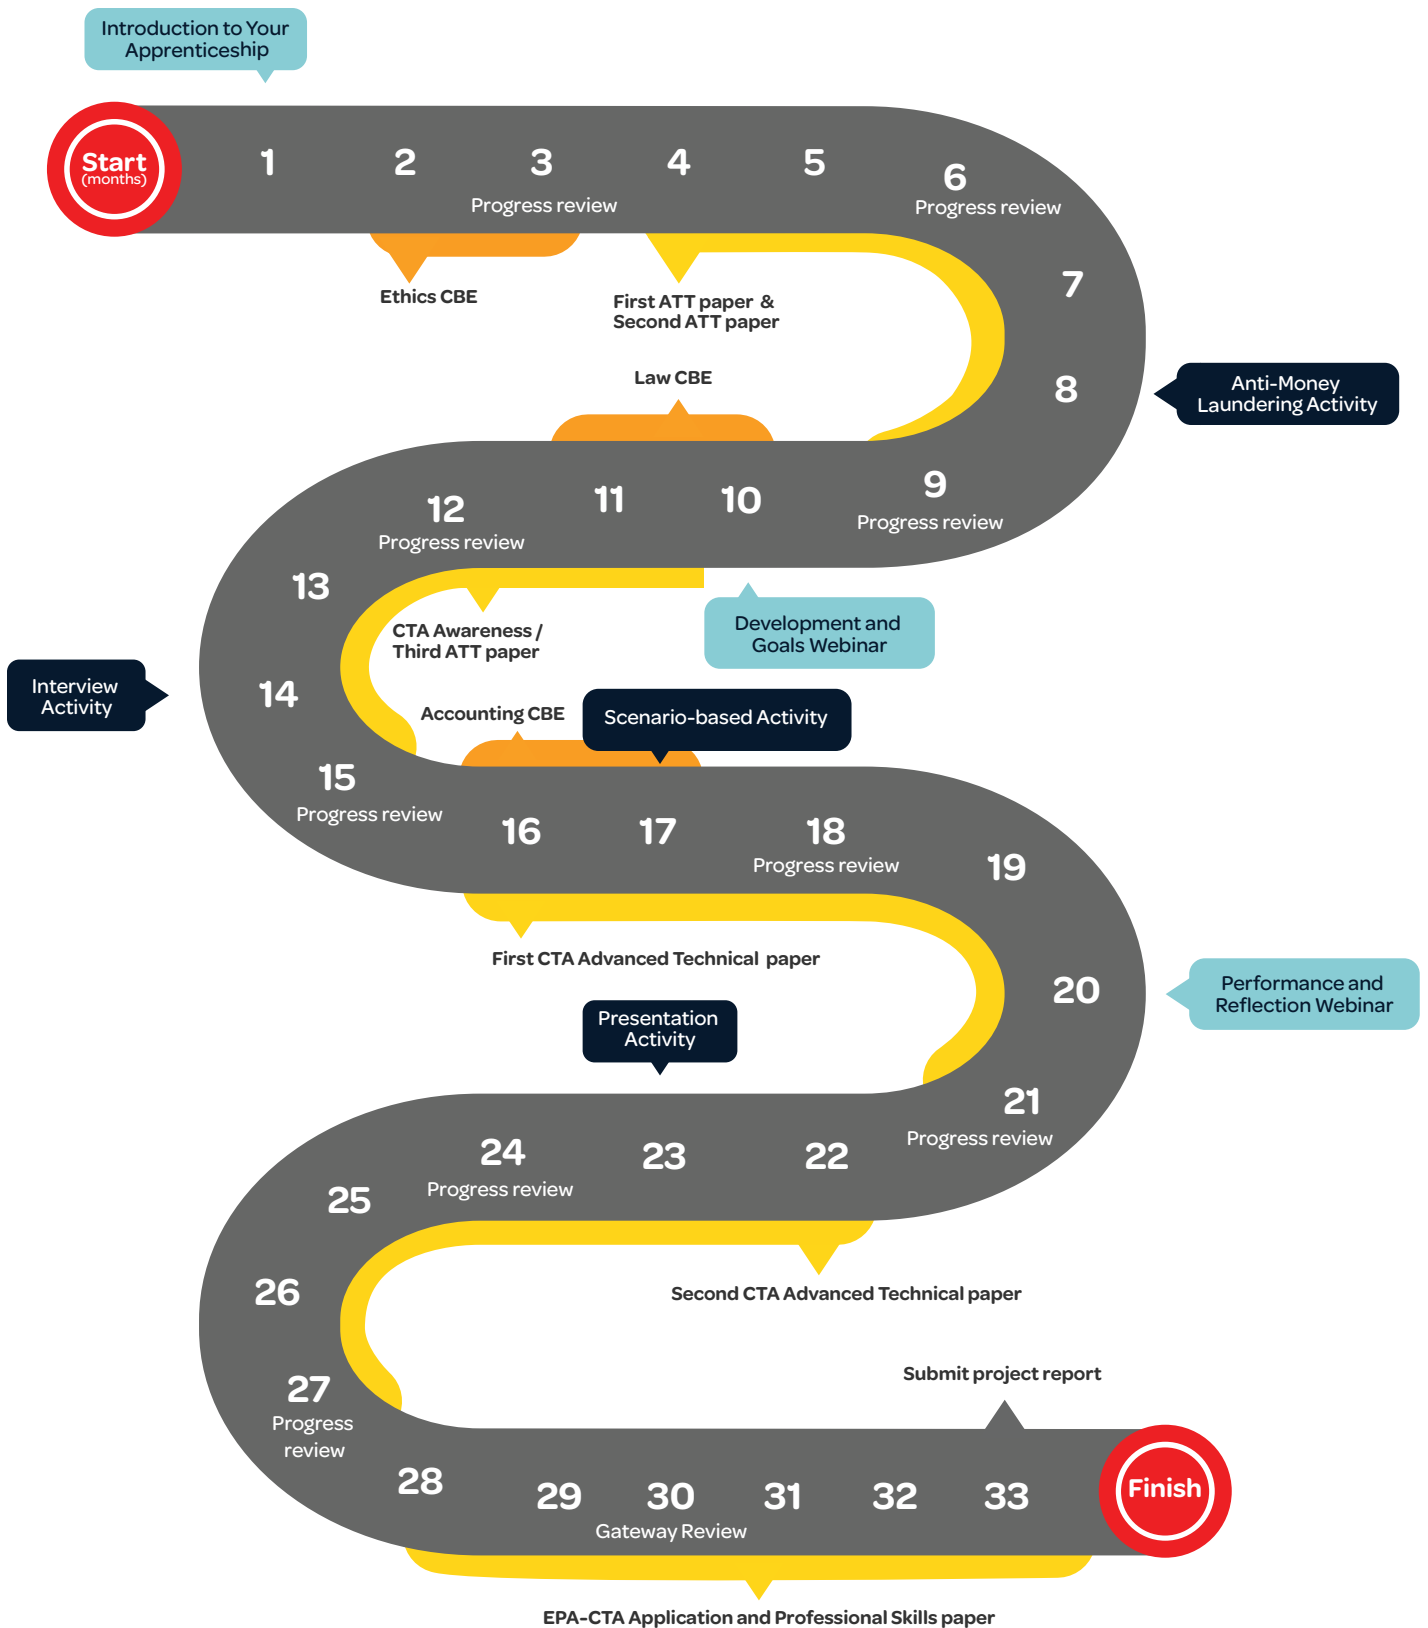 Introduction to Your
Apprenticeship
Start
(months)
1
2
3
Progress review
4
5
6
Progress review
Ethics CBE
First ATT paper &
Second ATT paper
7
8
Anti-Money
Laundering Activity
Law CBE
9
Progress review
10
11
12
Progress review
Development and
Goals Webinar
CTA Awareness /
Third ATT paper
13
14
Interview
Activity
15
Progress review
Accounting CBE
Scenario-based Activity
16
17
18
Progress review
19
First CTA Advanced Technical paper
20
Performance and
Reflection Webinar
21
Progress review
Presentation
Activity
22
23
24
Progress review
25
Second CTA Advanced Technical paper
26
27
Progress
review
28
29
30
Gateway Review
31
32
33
Submit project report
Finish
EPA-CTA Application and Professional Skills paper